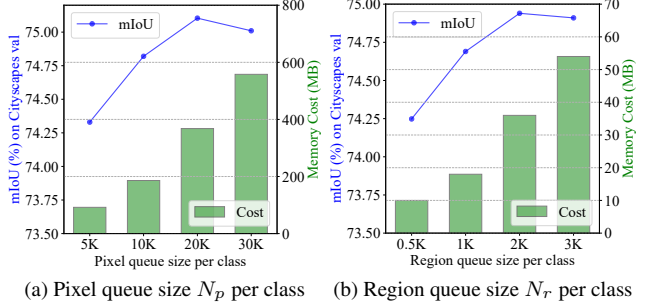 mIoU (%) on Cityscapes val
75.00
74.75
74.50
74.25
74.00
73.75
73.50
mIoU
Cost
800
600
400
200
0
Memory Cost (MB)
5K 10K 20K 30K
Pixel queue size per class
(a) Pixel queue size Np per class
mIoU (%) on Cityscapes val
75.00
74.75
74.50
74.25
74.00
73.75
73.50
mIoU
Cost
70
60
50
40
30
20
10
0
Memory Cost (MB)
0.5K 1K 2K 3K
Region queue size per class
(b) Region queue size Nr per class